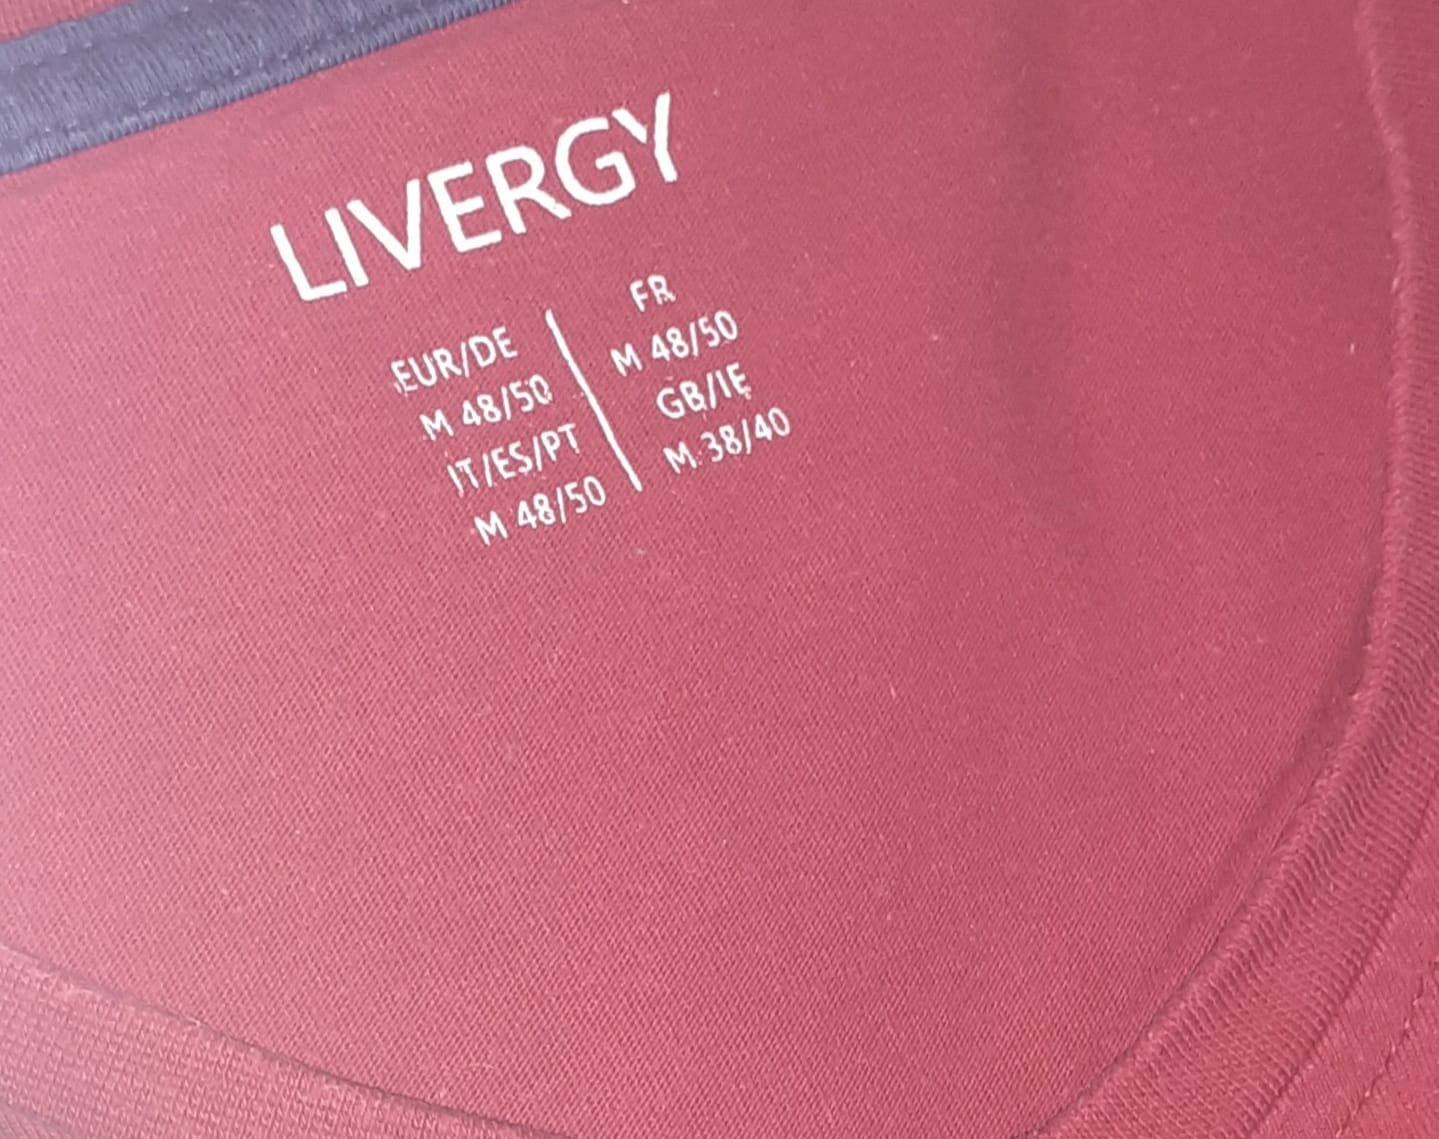 LIVERGY
EUR/DE
M 48/50
IT/ES/PT
M 48/50
FR
M 48/50
GB/IE
M 38/40